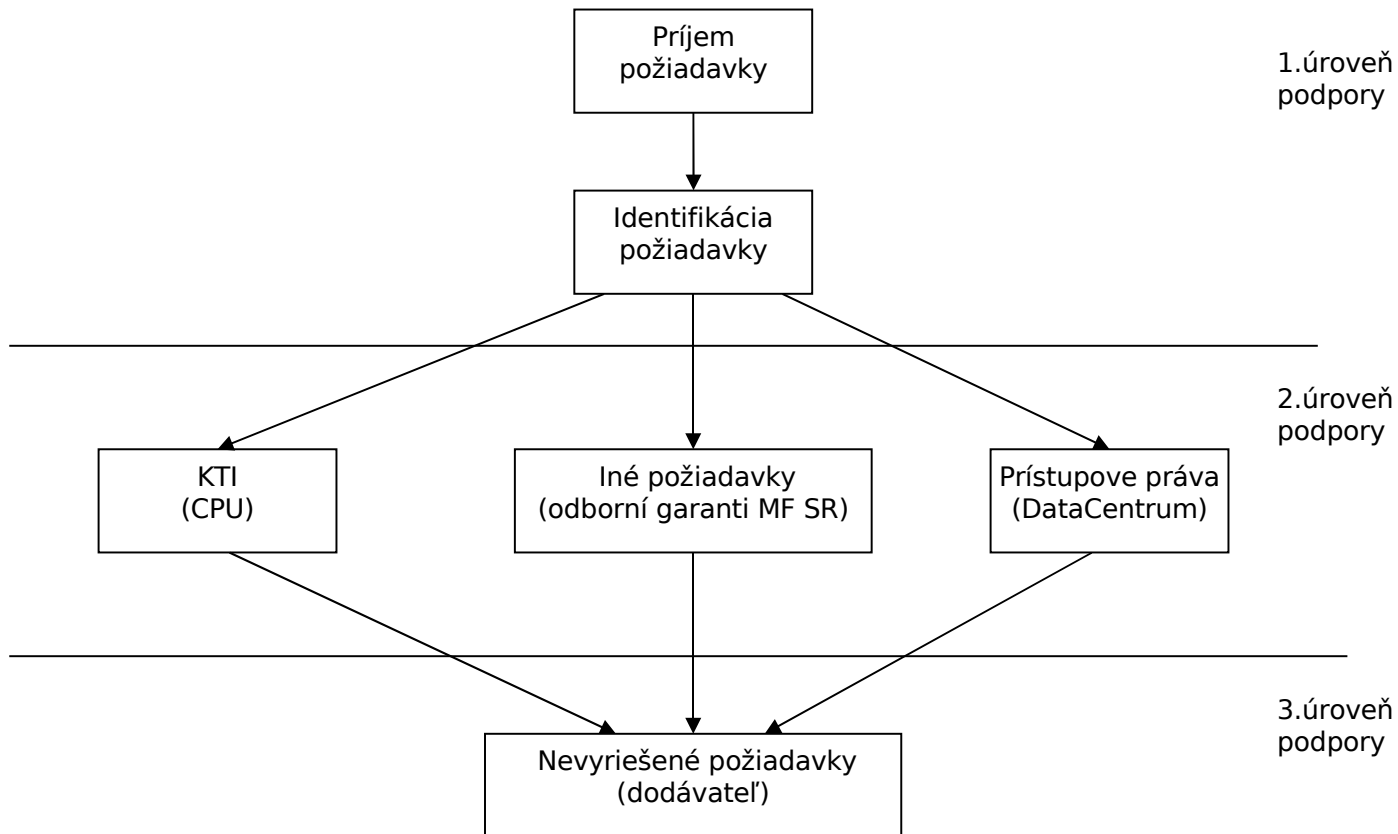 Príjem
požiadavky
1.úroveň
podpory
Identifikácia
požiadavky
2.úroveň
podpory
KTI
(CPU)
Iné požiadavky
(odborní garanti MF SR)
Prístupove práva
(DataCentrum)
3.úroveň
podpory
Nevyriešené požiadavky
(dodávateľ)